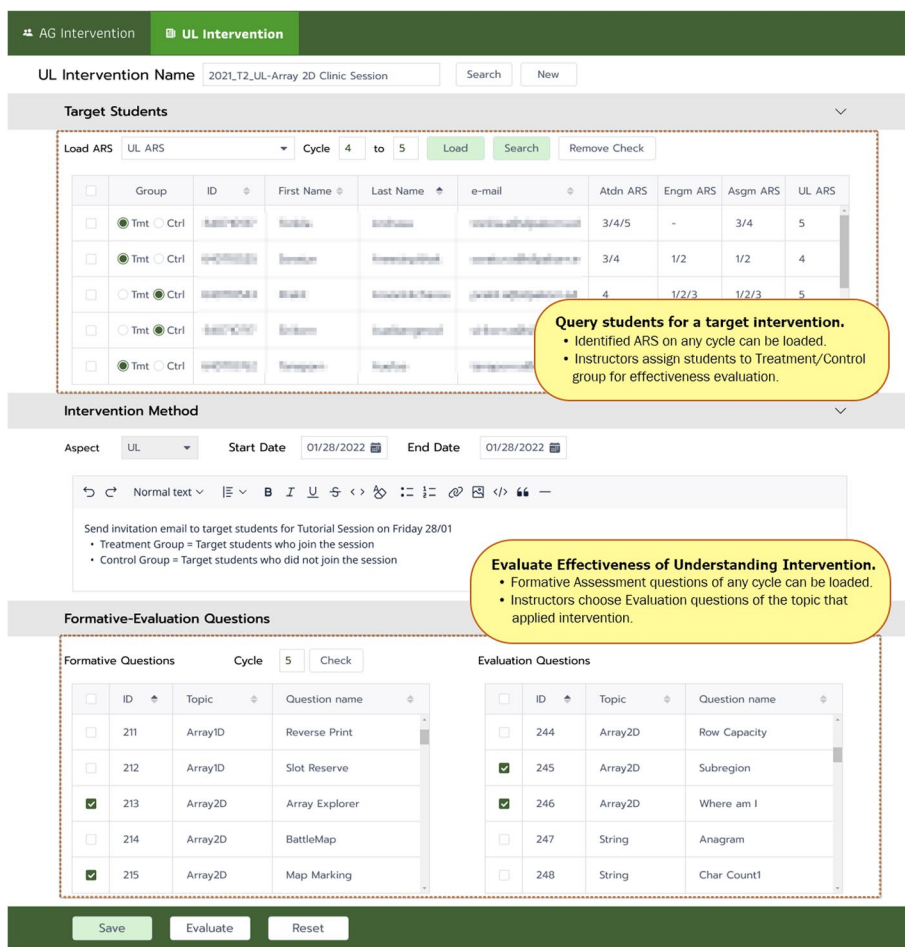 AG Intervention UL Intervention
UL Intervention Name 2021_T2_UL-Array 2D Clinic Session Search New
Target Students
Load ARS UL ARS Cycle 4 to 5 Load Search Remove Check
Group ID First Name Last Name e-mail Atdn ARS Engm ARS Asgm ARS UL ARS
Tmt Ctrl 3/4/5 - 3/4 5
Tmt Ctrl 3/4 1/2 1/2 4
Tmt Ctrl 4 1/2/3 1/2/3 5
Tmt Ctrl
Tmt Ctrl
Query students for a target intervention.
• Identified ARS on any cycle can be loaded.
• Instructors assign students to Treatment/Control
group for effectiveness evaluation.
Intervention Method
Aspect UL Start Date 01/28/2022 End Date 01/28/2022
Normal text B I U S <> </> —
Send invitation email to target students for Tutorial Session on Friday 28/01
• Treatment Group = Target students who join the session
• Control Group = Target students who did not join the session
Evaluate Effectiveness of Understanding Intervention.
• Formative Assessment questions of any cycle can be loaded.
• Instructors choose Evaluation questions of the topic that
applied intervention.
Formative-Evaluation Questions
Formative Questions Cycle 5 Check
ID Topic Question name
211 Array1D Reverse Print
212 Array1D Slot Reserve
213 Array2D Array Explorer
214 Array2D BattleMap
215 Array2D Map Marking
Evaluation Questions
ID Topic Question name
244 Array2D Row Capacity
245 Array2D Subregion
246 Array2D Where am I
247 String Anagram
248 String Char Count1
Save Evaluate Reset